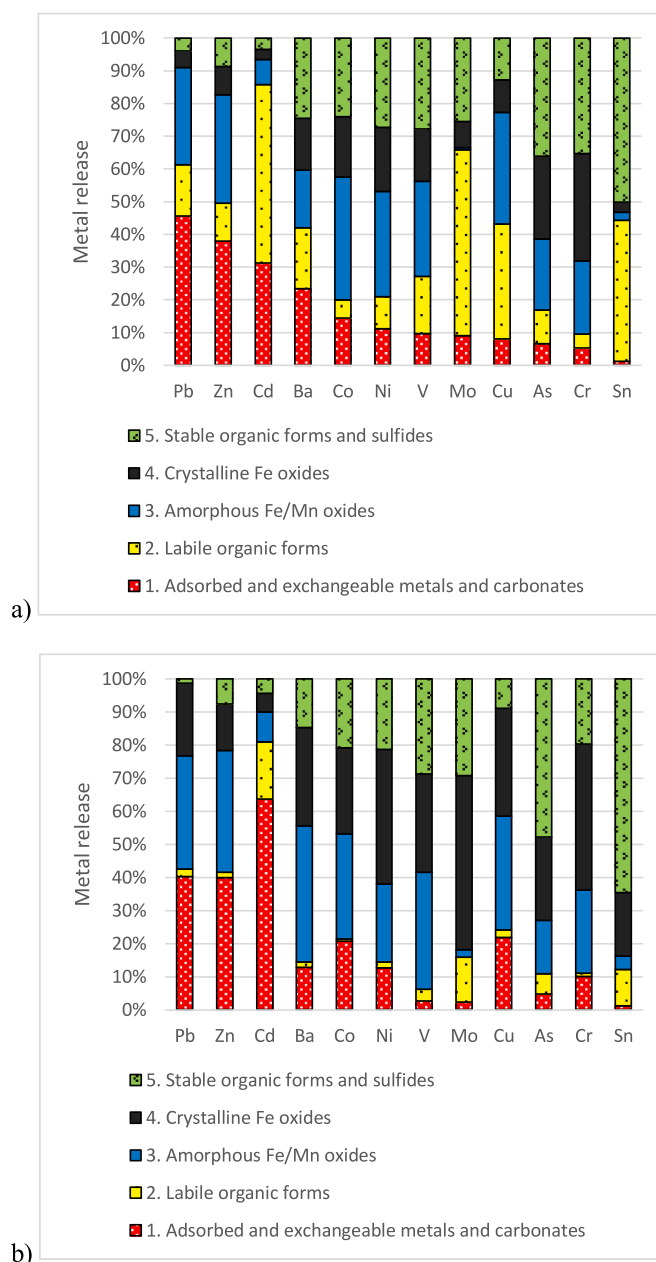 100%
90%
80%
70%
60%
50%
40%
30%
20%
10%
0%
Metal release
Pb Zn Cd Ba Co Ni V Mo Cu As Cr Sn
5. Stable organic forms and sulfides
4. Crystalline Fe oxides
3. Amorphous Fe/Mn oxides
2. Labile organic forms
1. Adsorbed and exchangeable metals and carbonates
a)
100%
90%
80%
70%
60%
50%
40%
30%
20%
10%
0%
Metal release
Pb Zn Cd Ba Co Ni V Mo Cu As Cr Sn
5. Stable organic forms and sulfides
4. Crystalline Fe oxides
3. Amorphous Fe/Mn oxides
2. Labile organic forms
1. Adsorbed and exchangeable metals and carbonates
b)